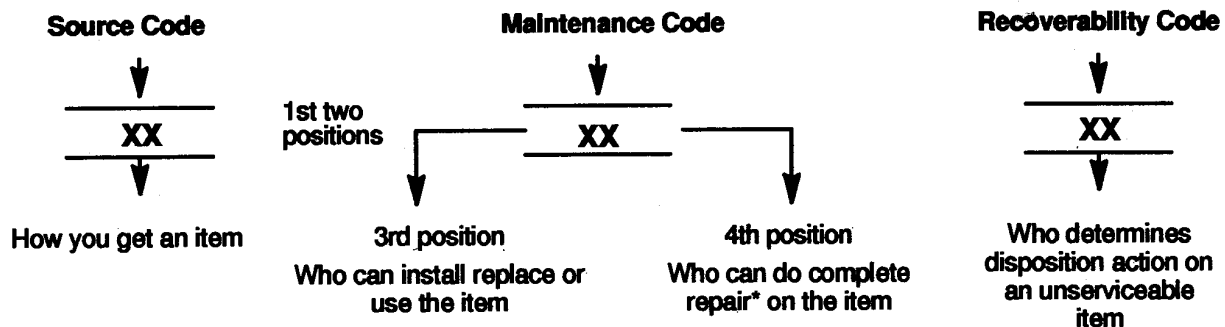 Source Code
XX
1st two
positions
How you get an item
Maintenance Code
XX
3rd position
Who can install replace or
use the item
4th position
Who can do complete
repair* on the item
Recoverability Code
XX
Who determines
disposition action on
an unserviceable
item